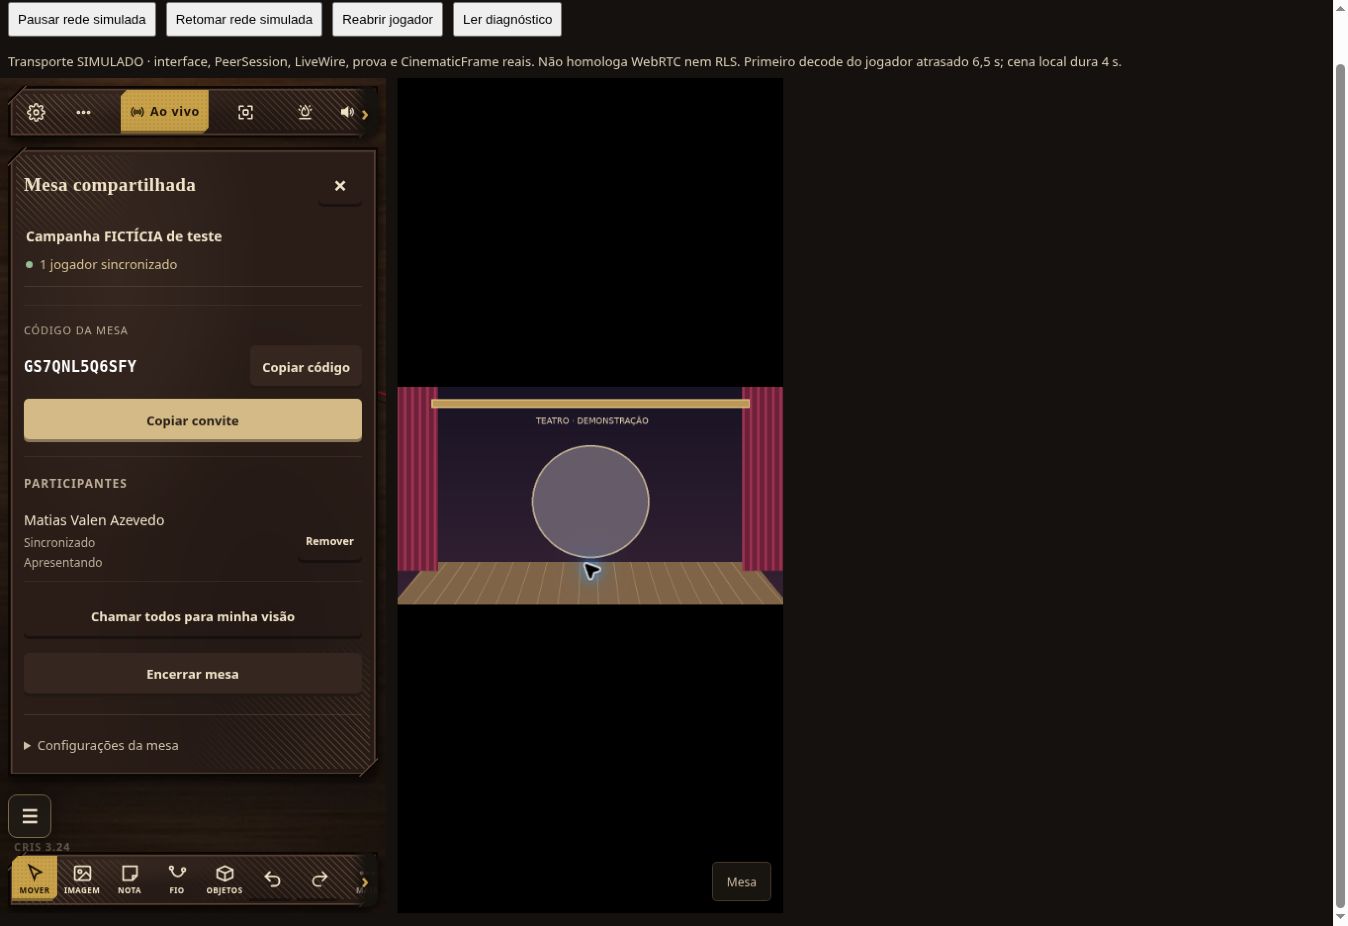 Pausar rede simulada
Retomar rede simulada
Reabrir jogador
Ler diagnóstico
Transporte SIMULADO · interface, PeerSession, LiveWire, prova e CinematicFrame reais. Não homologa WebRTC nem RLS. Primeiro decode do jogador atrasado 6,5 s; cena local dura 4 s.
Ao vivo
Mesa compartilhada
Campanha FICTÍCIA de teste
1 jogador sincronizado
CÓDIGO DA MESA
GS7QNL5Q6SFY
Copiar código
Copiar convite
PARTICIPANTES
Matias Valen Azevedo
Sincronizado
Apresentando
Remover
Chamar todos para minha visão
Encerrar mesa
Configurações da mesa
CRIS 3.24
MOVER
IMAGEM
NOTA
FIO
OBJETOS
TEATRO · DEMONSTRAÇÃO
Mesa